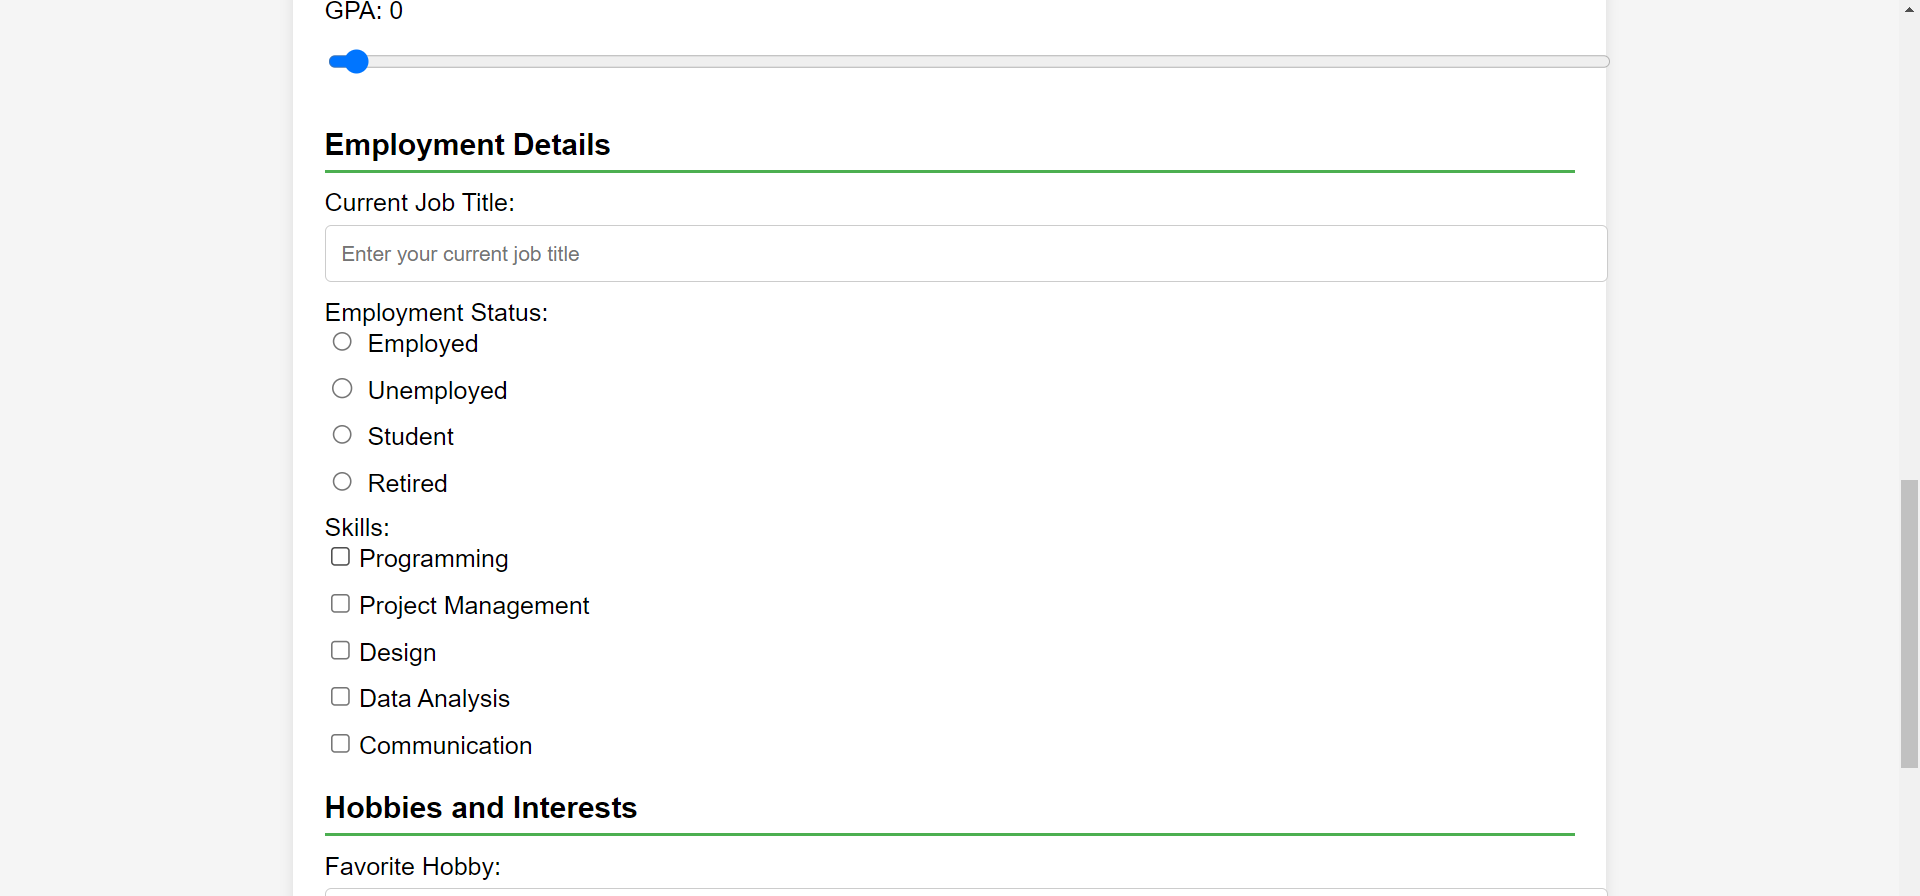 GPA: 0
Employment Details
Current Job Title:
Enter your current job title
Employment Status:
Employed
Unemployed
Student
Retired
Skills:
Programming
Project Management
Design
Data Analysis
Communication
Hobbies and Interests
Favorite Hobby: